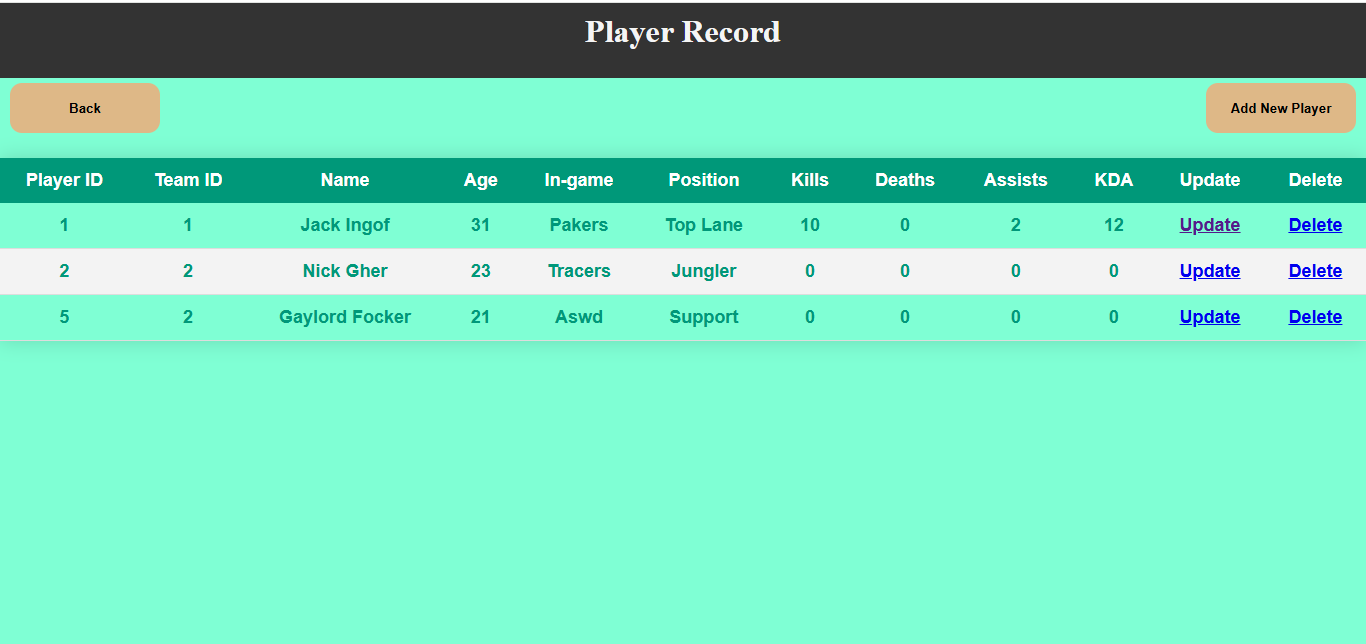 Player Record
Back Add New Player
Player ID Team ID Name Age In-game Position Kills Deaths Assists KDA Update Delete
1 1 Jack Ingof 31 Pakers Top Lane 10 0 2 12 Update Delete
2 2 Nick Gher 23 Tracers Jungler 0 0 0 0 Update Delete
5 2 Gaylord Focker 21 Aswd Support 0 0 0 0 Update Delete